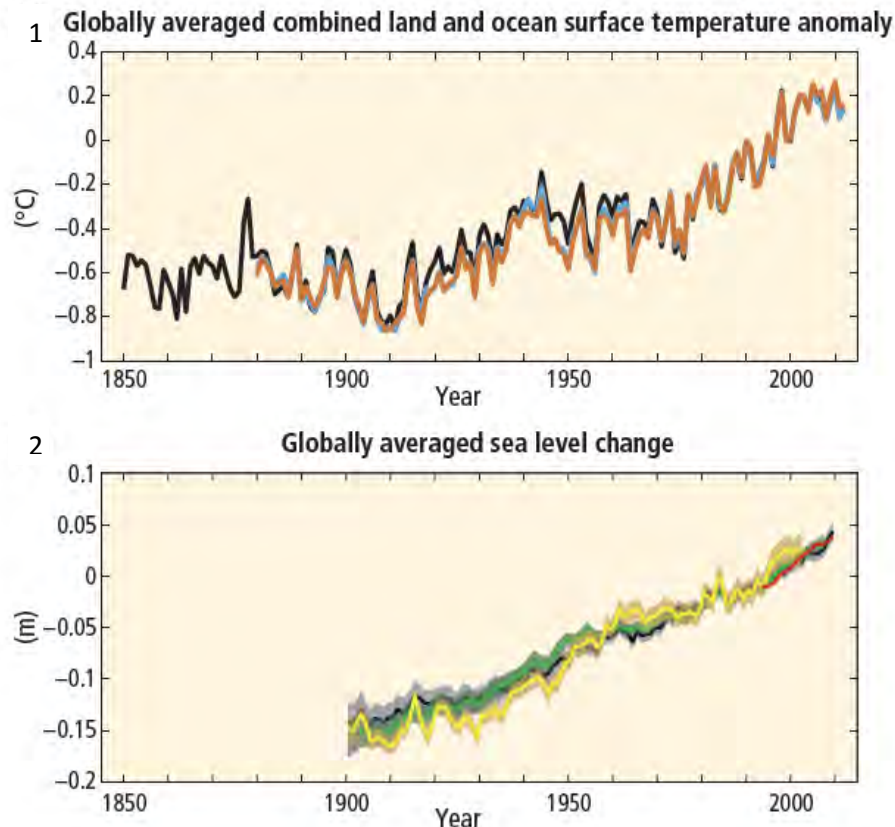 1 Globally averaged combined land and ocean surface temperature anomaly
0.4
0.2
0
−0.2
−0.4
−0.6
−0.8
−1
(°C)
1850 1900 1950 2000
Year
2 Globally averaged sea level change
0.1
0.05
0
−0.05
−0.1
−0.15
−0.2
(m)
1850 1900 1950 2000
Year